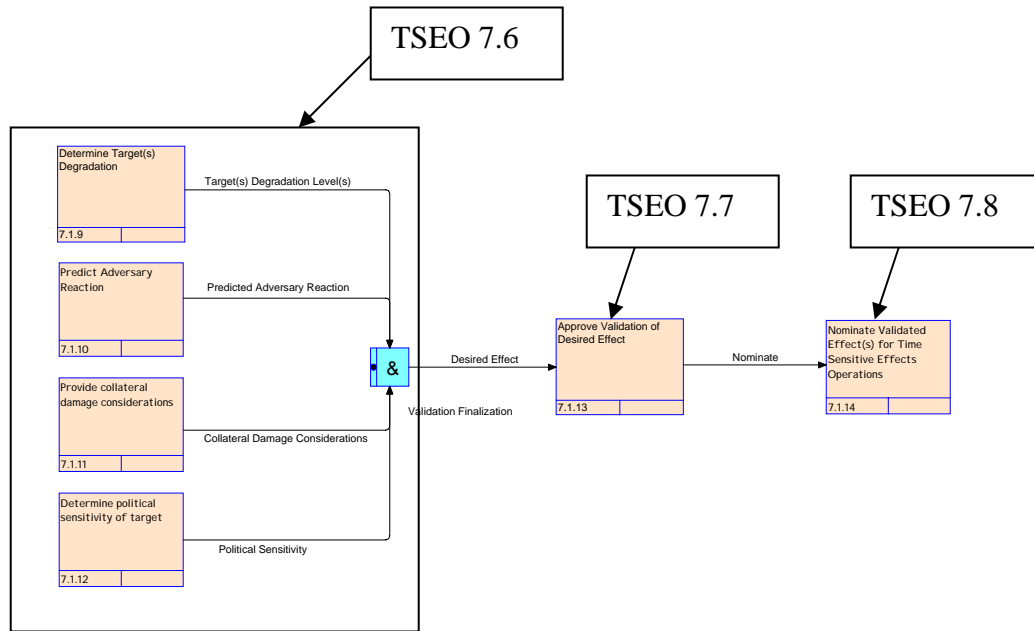 TSEO 7.6
Determine Target(s)
Degradation
Target(s) Degradation Level(s)
7.1.9
TSEO 7.7
TSEO 7.8
Predict Adversary
Reaction
Predicted Adversary Reaction
7.1.10
&
Desired Effect
Validation Finalization
Approve Validation of
Desired Effect
7.1.13
Nominate
Nominate Validated
Effect(s) for Time
Sensitive Effects
Operations
7.1.14
Provide collateral
damage considerations
Collateral Damage Considerations
7.1.11
Determine political
sensitivity of target
Political Sensitivity
7.1.12